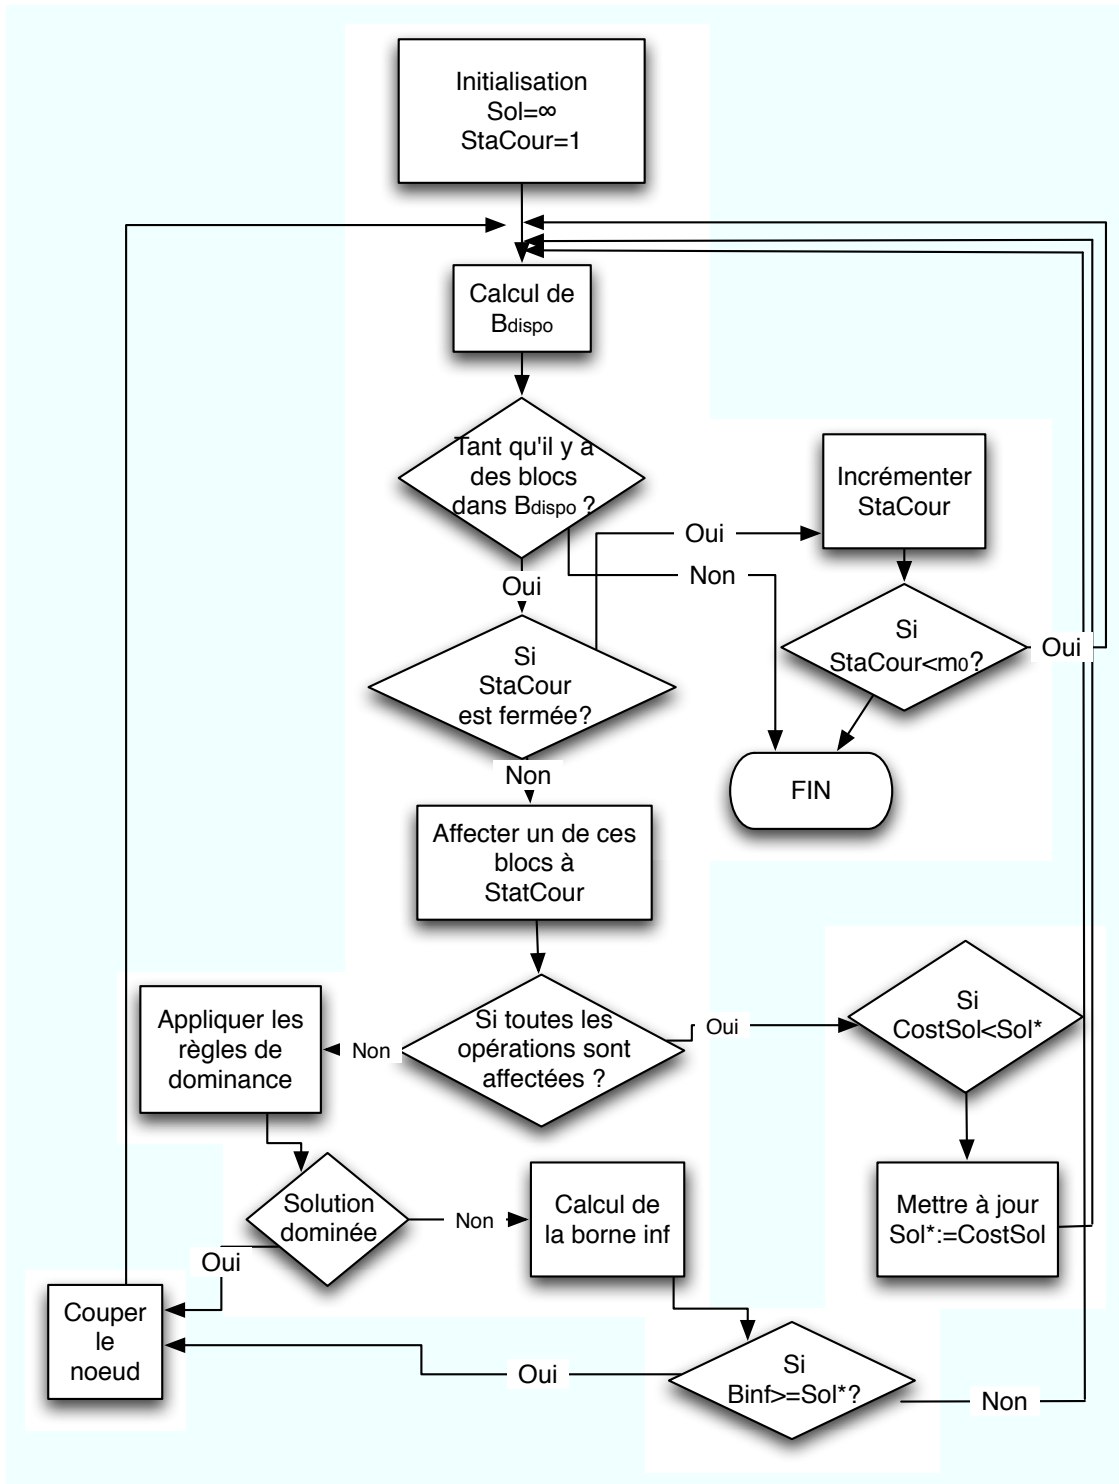 Initialisation
Sol=∞
StaCour=1
Calcul de
Bdispo
Tant qu'il y a
des blocs
dans Bdispo ?
Incrémenter
StaCour
Oui
Non
Oui
Si
StaCour<m0?
Oui
Si
StaCour
est fermée?
Non
FIN
Affecter un de ces
blocs à
StatCour
Si toutes les
opérations sont
affectées ?
Oui
Si
CostSol<Sol*
Non
Appliquer les
règles de
dominance
Solution
dominée
Non
Calcul de
la borne inf
Mettre à jour
Sol*:=CostSol
Oui
Couper
le
noeud
Oui
Si
Binf>=Sol*?
Non